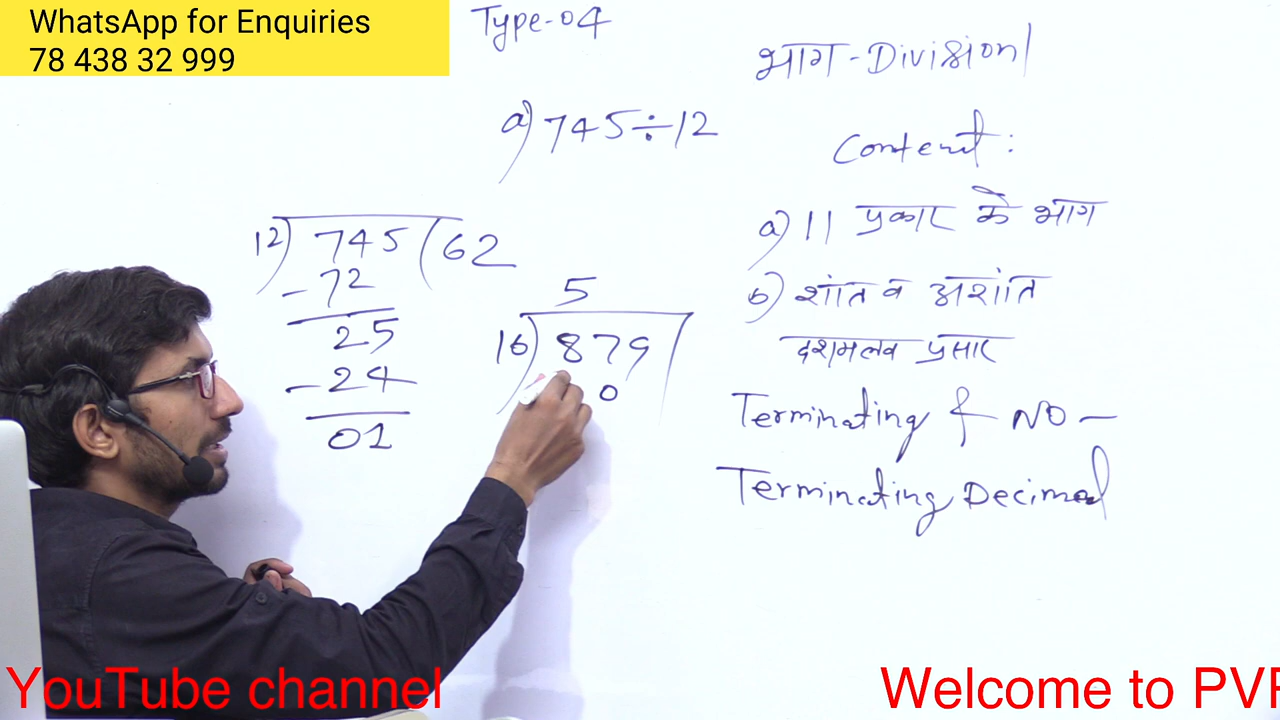 WhatsApp for Enquiries
78 438 32 999
Type-04
a) 745÷12
12) 745 (62
-72
25
-24
01
5
16) 879
0
भाग-Division
Content:
a) 11 प्रकार के भाग
b) शांत व अशांत
दशमलव प्रसार
Terminating & NO-
Terminating Decimal
YouTube channel
Welcome to PVP